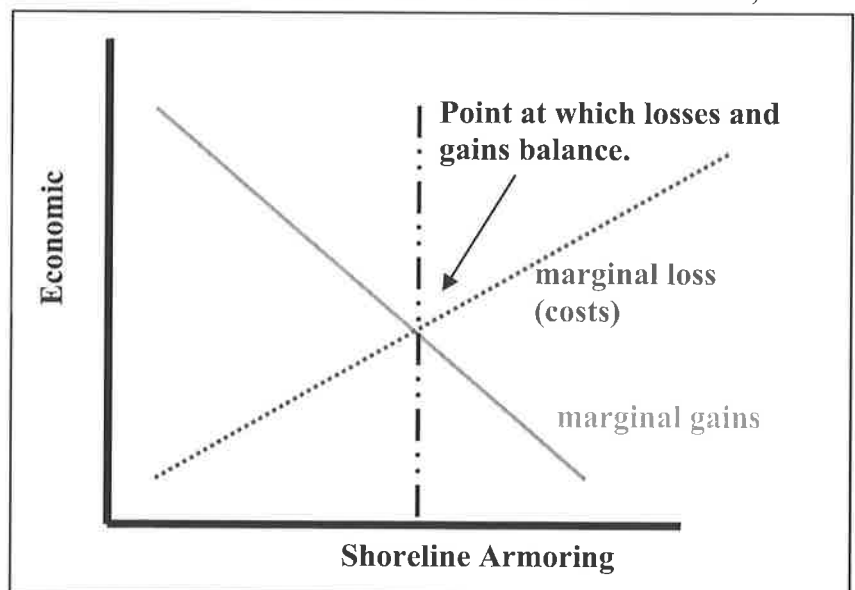 Point at which losses and
gains balance.
Economic
marginal loss
(costs)
marginal gains
Shoreline Armoring